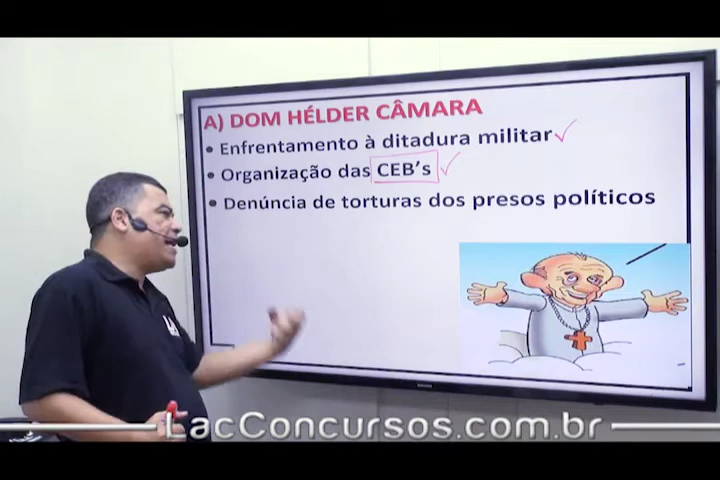 A) DOM HÉLDER CÂMARA
• Enfrentamento à ditadura militar
• Organização das CEB's
• Denúncia de torturas dos presos políticos
LacConcursos.com.br